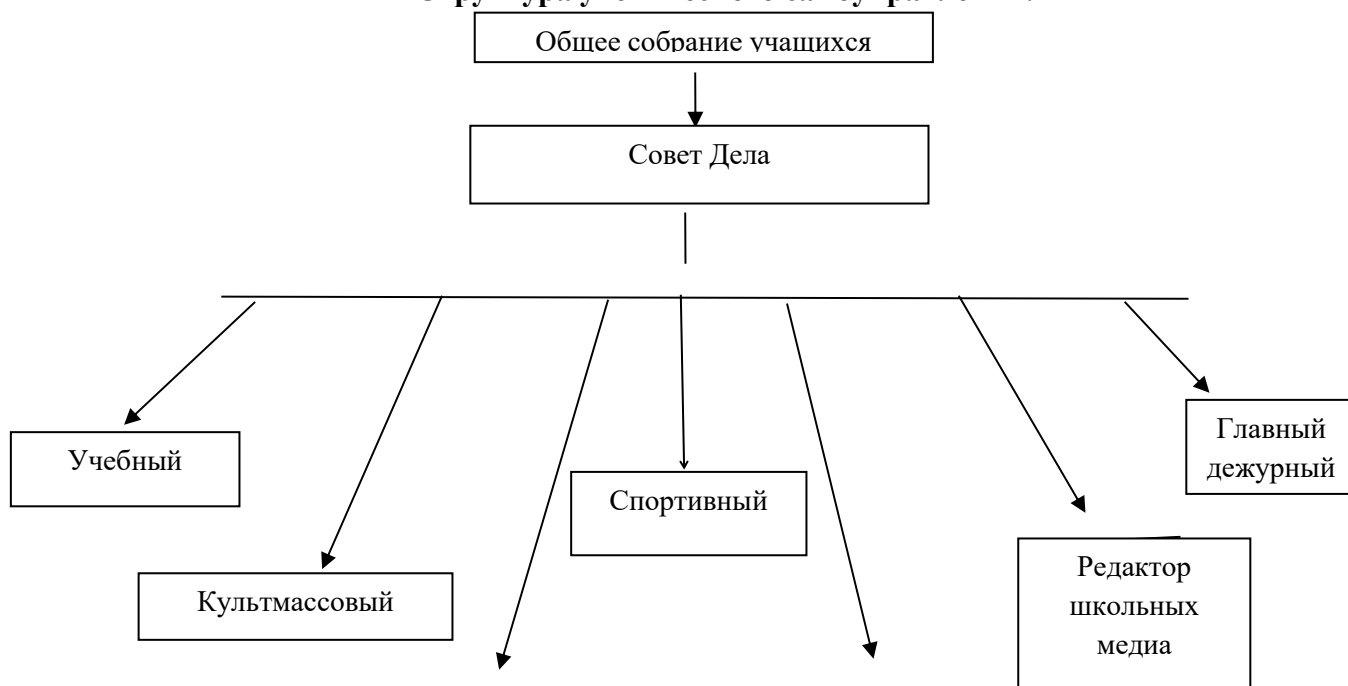 Общее собрание учащихся
Совет Дела
Учебный
Культмассовый
Спортивный
Главный
дежурный
Редактор
школьных
медиа